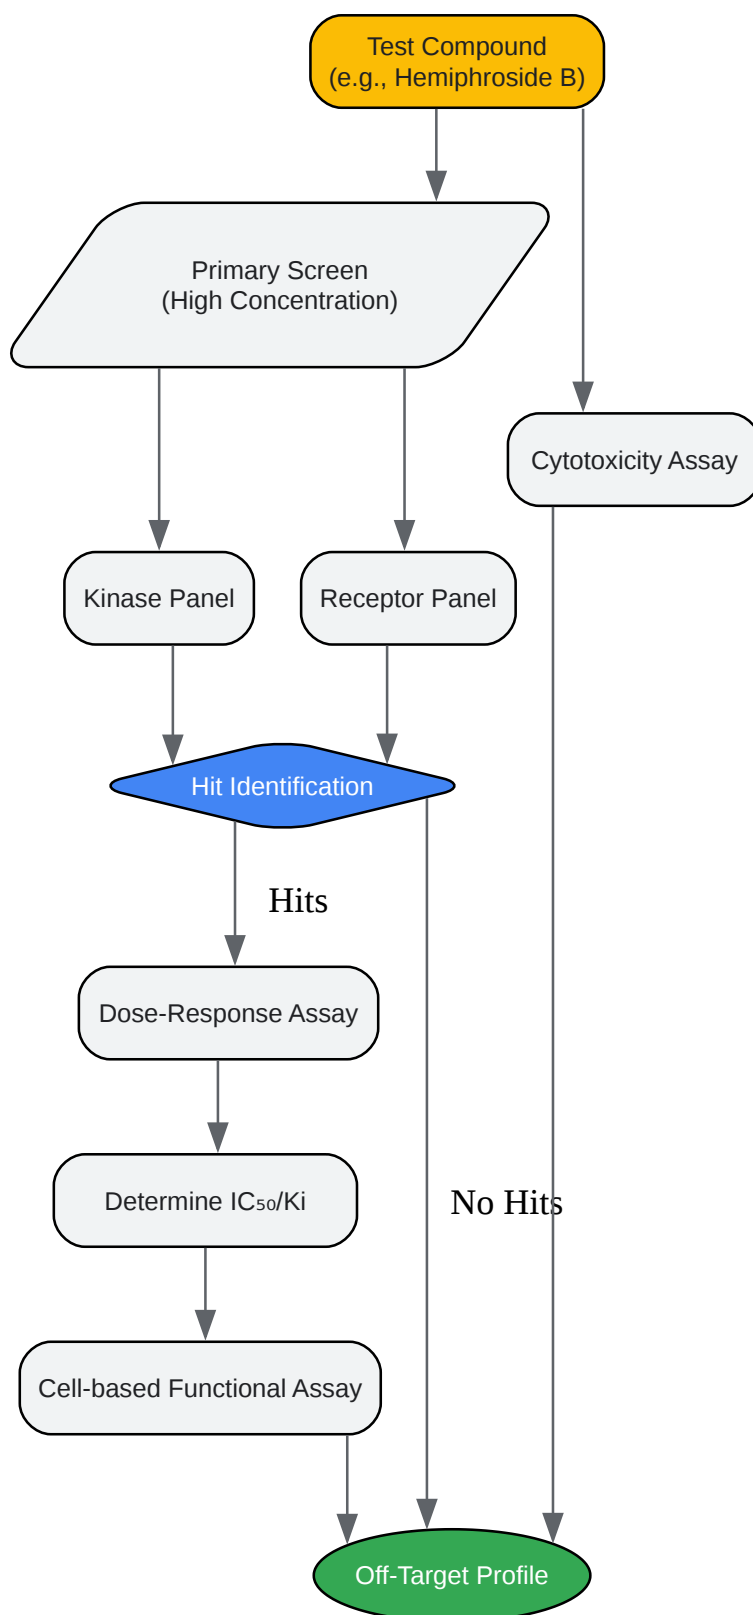 Test Compound
(e.g., Hemiphroside B)
Primary Screen
(High Concentration)
Cytotoxicity Assay
Kinase Panel
Receptor Panel
Hit Identification
Hits
Dose-Response Assay
Determine IC₅₀/Ki
No Hits
Cell-based Functional Assay
Off-Target Profile